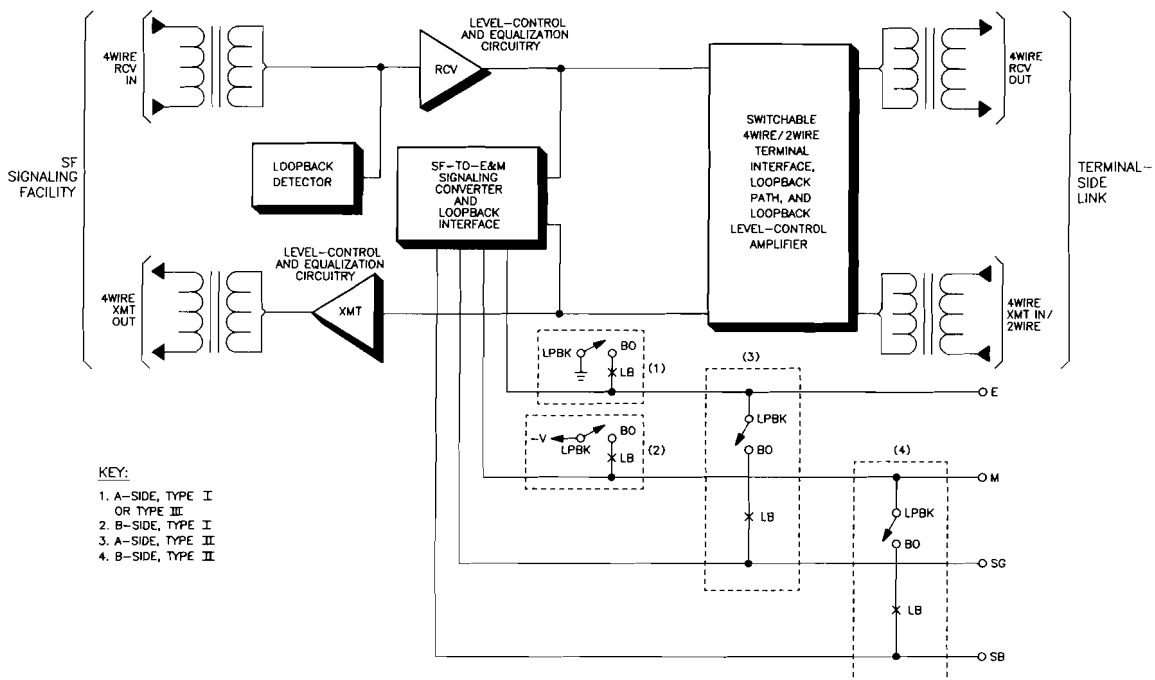 LEVEL-CONTROL
AND EQUALIZATION
CIRCUITRY
4WIRE
RCV
IN
RCV
4WIRE
RCV
OUT
SF
SIGNALING
FACILITY
LOOPBACK
DETECTOR
SF-TO-E&M
SIGNALING
CONVERTER
AND
LOOPBACK
INTERFACE
SWITCHABLE
4WIRE/2WIRE
TERMINAL
INTERFACE,
LOOPBACK
PATH, AND
LOOPBACK
LEVEL-CONTROL
AMPLIFIER
TERMINAL-
SIDE
LINK
LEVEL-CONTROL
AND EQUALIZATION
CIRCUITRY
4WIRE
XMT
OUT
XMT
4WIRE
XMT IN/
2WIRE
LPBK
BO
LB
(1)
(3)
E
LPBK
BO
-V
LPBK
BO
LB
(2)
(4)
M
LPBK
BO
LB
SG
LB
SB
KEY:
1. A-SIDE, TYPE I
OR TYPE III
2. B-SIDE, TYPE I
3. A-SIDE, TYPE II
4. B-SIDE, TYPE II